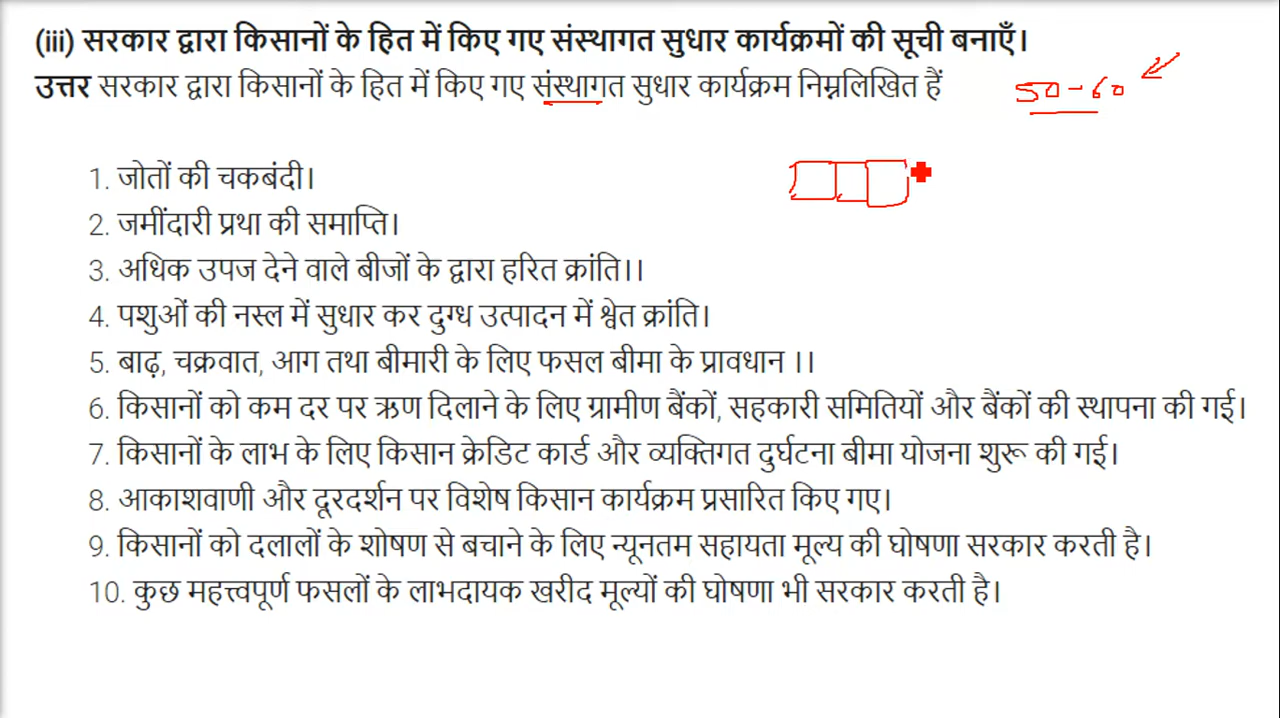 (iii) सरकार द्वारा किसानों के हित में किए गए संस्थागत सुधार कार्यक्रमों की सूची बनाएँ।
उत्तर सरकार द्वारा किसानों के हित में किए गए संस्थागत सुधार कार्यक्रम निम्नलिखित हैं
50-60
1. जोतों की चकबंदी।
2. जमींदारी प्रथा की समाप्ति।
3. अधिक उपज देने वाले बीजों के द्वारा हरित क्रांति।।
4. पशुओं की नस्ल में सुधार कर दुग्ध उत्पादन में श्वेत क्रांति।
5. बाढ़, चक्रवात, आग तथा बीमारी के लिए फसल बीमा के प्रावधान ।।
6. किसानों को कम दर पर ऋण दिलाने के लिए ग्रामीण बैंकों, सहकारी समितियों और बैंकों की स्थापना की गई।
7. किसानों के लाभ के लिए किसान क्रेडिट कार्ड और व्यक्तिगत दुर्घटना बीमा योजना शुरू की गई।
8. आकाशवाणी और दूरदर्शन पर विशेष किसान कार्यक्रम प्रसारित किए गए।
9. किसानों को दलालों के शोषण से बचाने के लिए न्यूनतम सहायता मूल्य की घोषणा सरकार करती है।
10. कुछ महत्त्वपूर्ण फसलों के लाभदायक खरीद मूल्यों की घोषणा भी सरकार करती है।